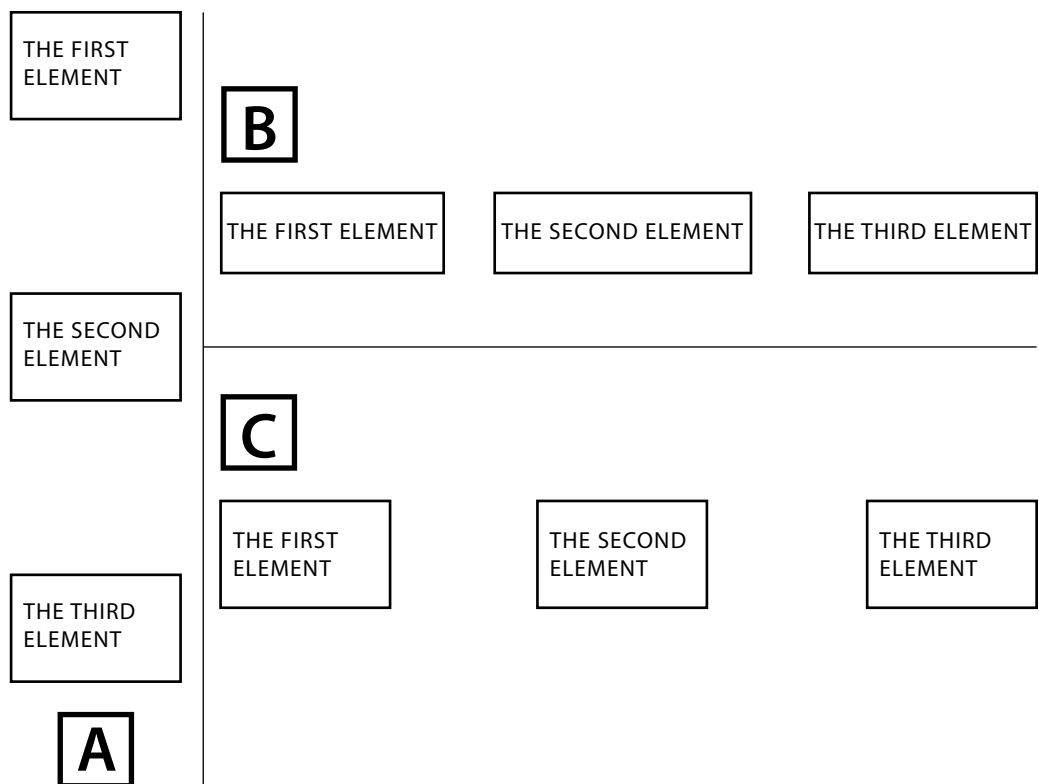 THE FIRST
ELEMENT
THE SECOND
ELEMENT
THE THIRD
ELEMENT
A
B
THE FIRST ELEMENT
THE SECOND ELEMENT
THE THIRD ELEMENT
C
THE FIRST
ELEMENT
THE SECOND
ELEMENT
THE THIRD
ELEMENT